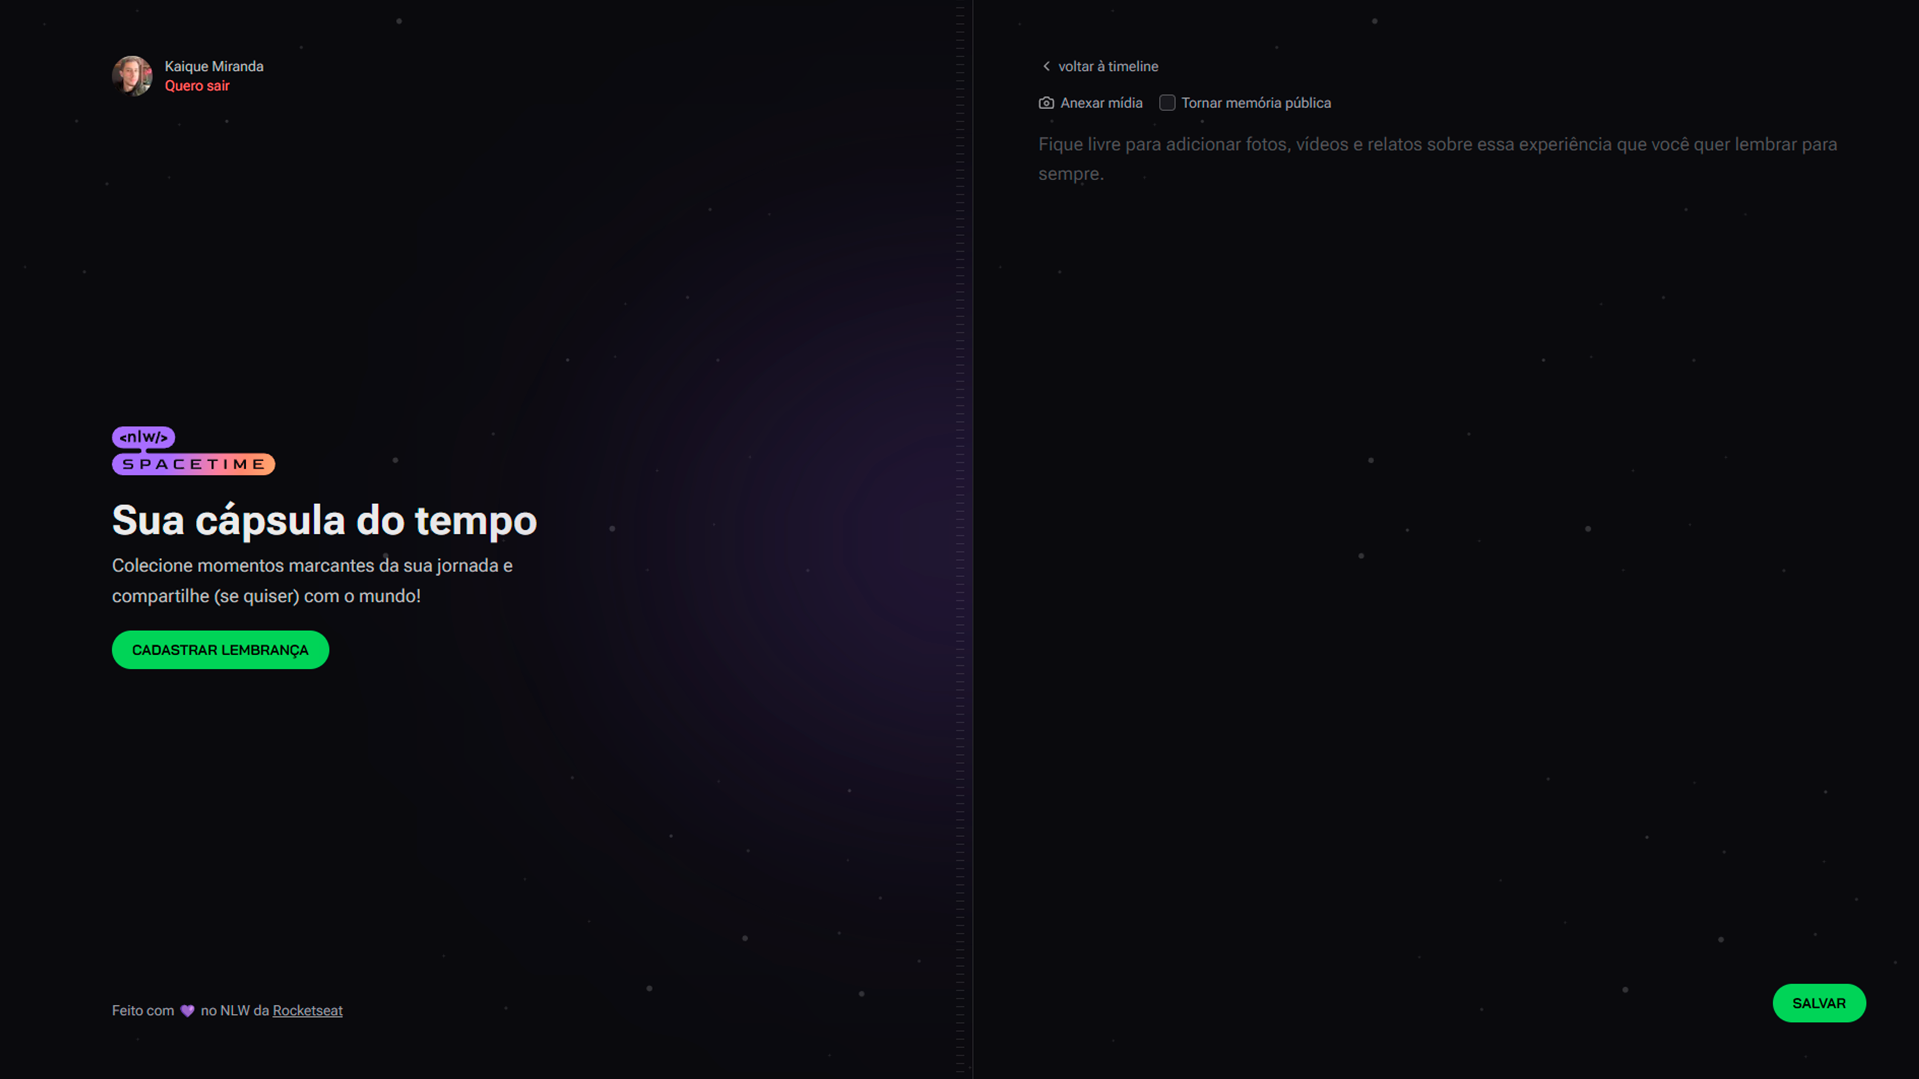 Kaique Miranda
Quero sair
<nlw/>
SPACETIME
Sua cápsula do tempo
Colecione momentos marcantes da sua jornada e
compartilhe (se quiser) com o mundo!
CADASTRAR LEMBRANÇA
Feito com 💜 no NLW da Rocketseat
voltar à timeline
Anexar mídia Tornar memória pública
Fique livre para adicionar fotos, vídeos e relatos sobre essa experiência que você quer lembrar para
sempre.
SALVAR